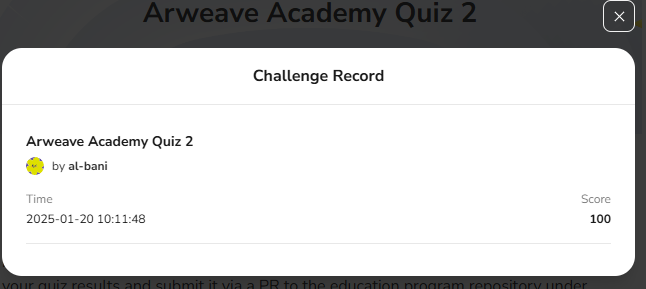 Arweave Academy Quiz 2
Challenge Record
Arweave Academy Quiz 2
by al-bani
Time Score
2025-01-20 10:11:48 100
your quiz results and submit it via a PR to the education program repository under